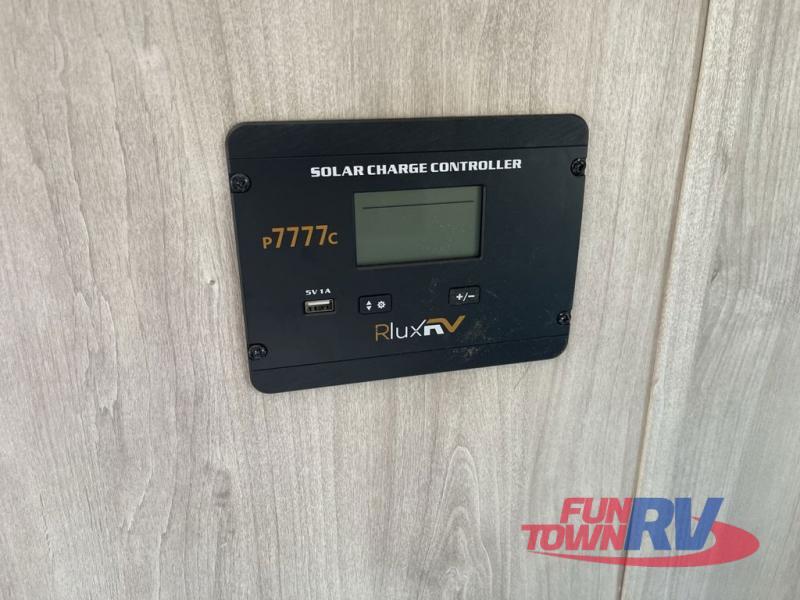 SOLAR CHARGE CONTROLLER
P7777C
5V 1A
+/−
RluxRV
FUN
TOWN RV